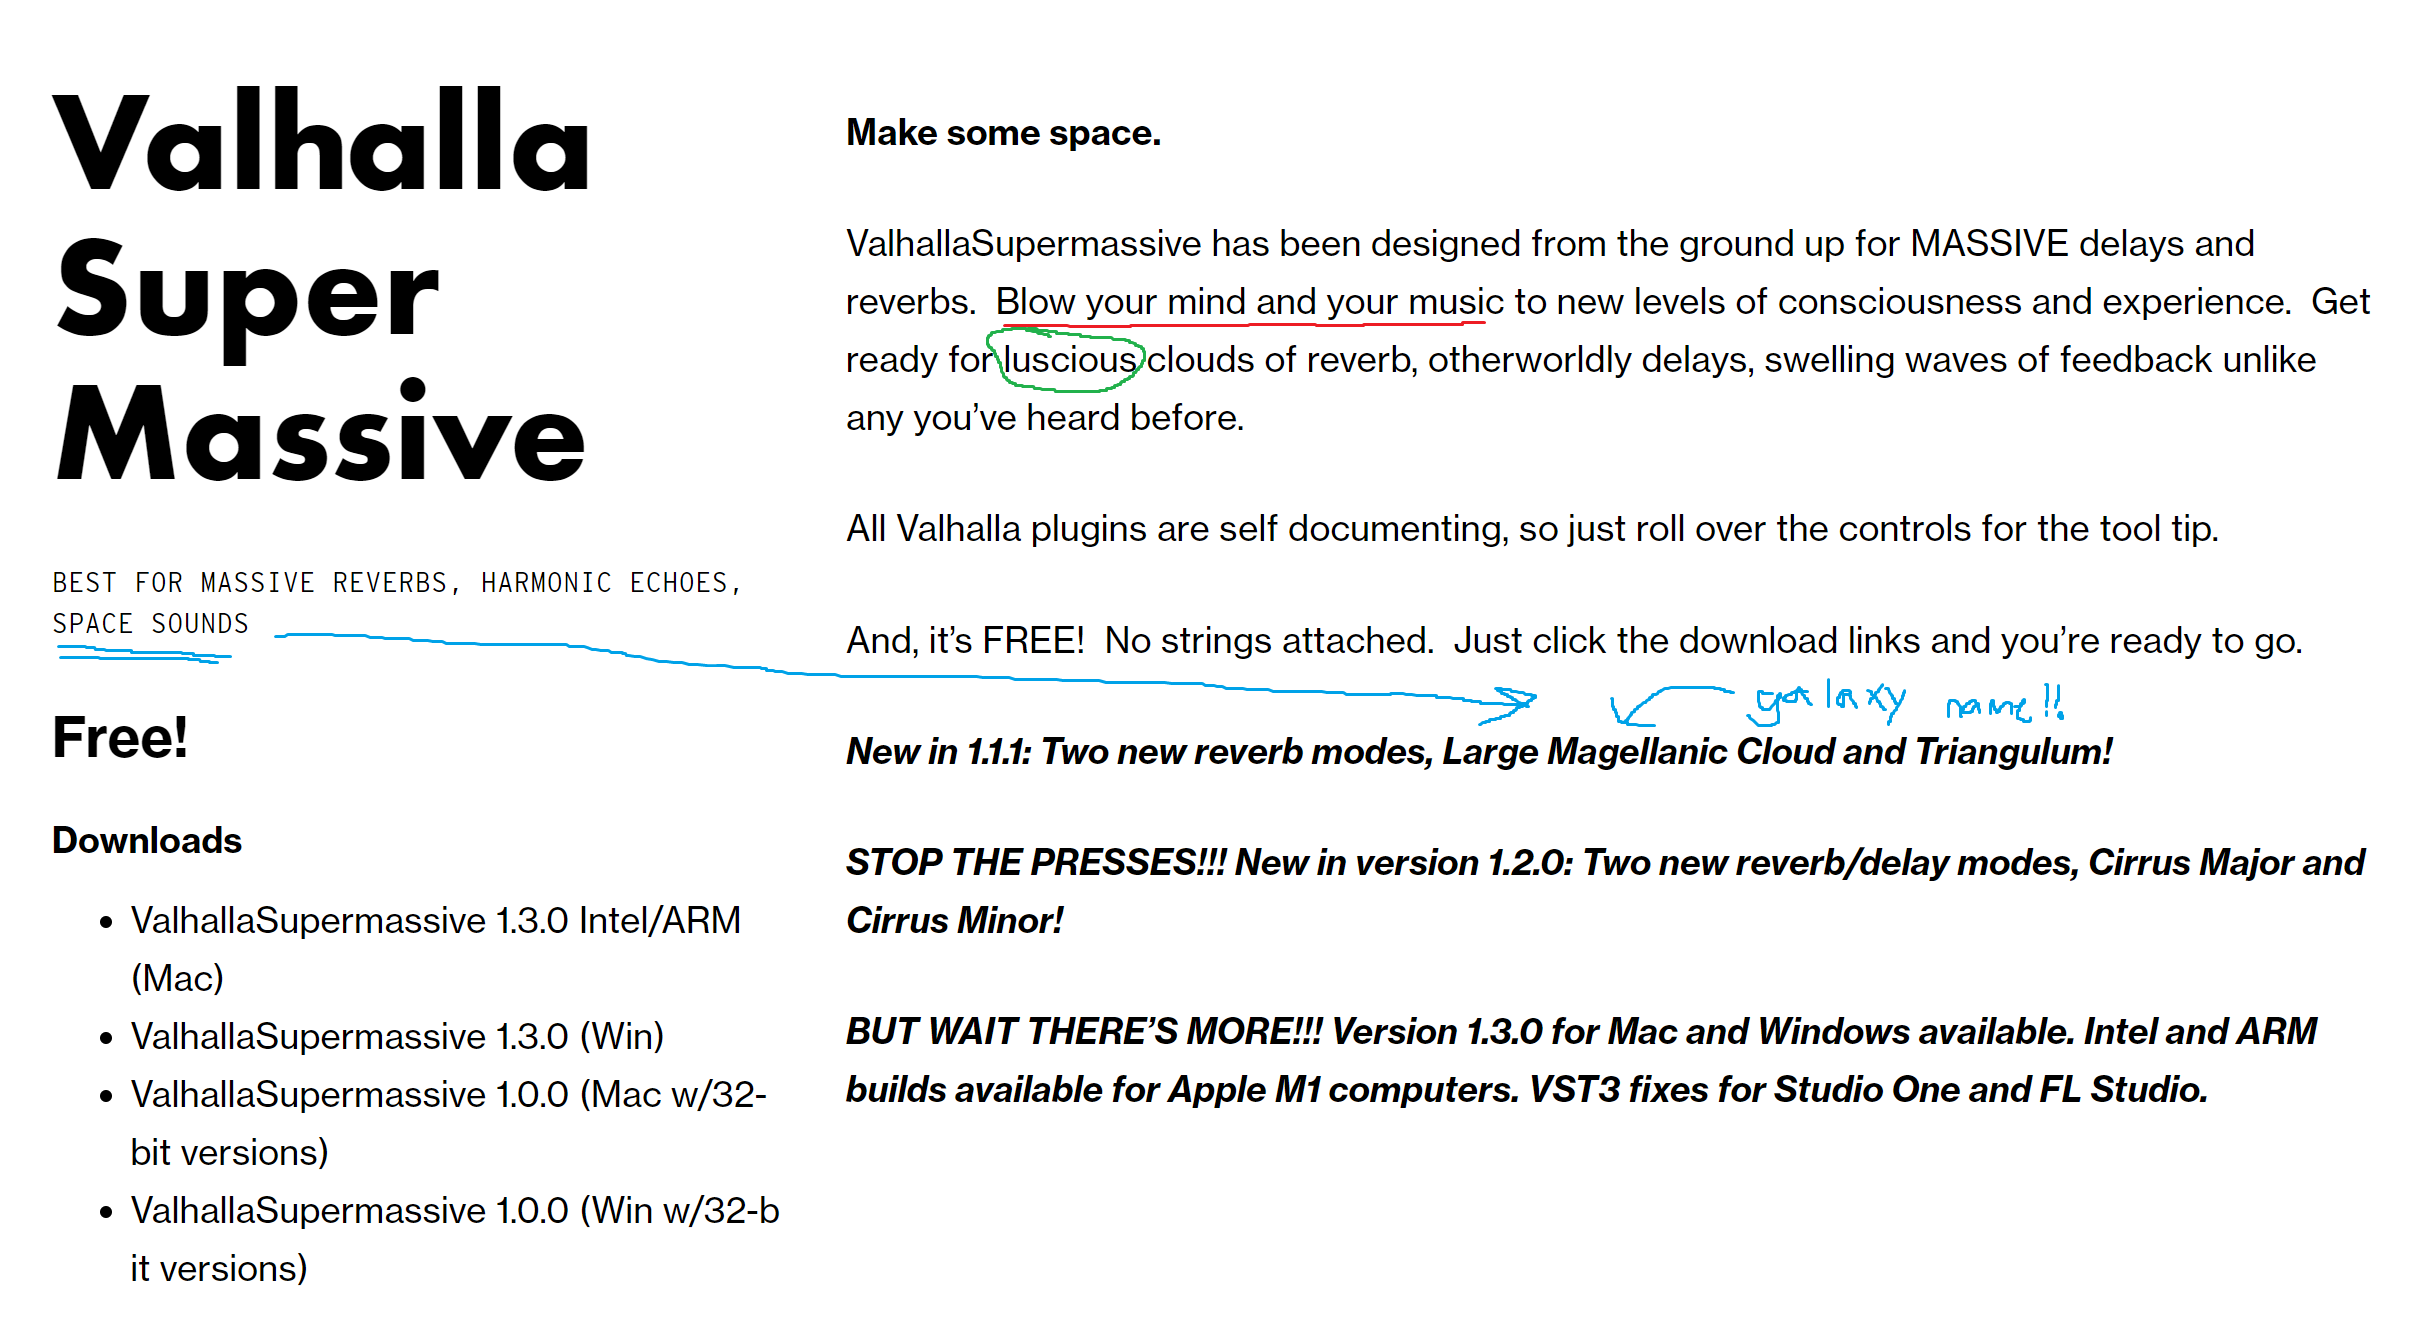 Valhalla
Super
Massive
BEST FOR MASSIVE REVERBS, HARMONIC ECHOES,
SPACE SOUNDS
Free!
Downloads
• ValhallaSupermassive 1.3.0 Intel/ARM
(Mac)
• ValhallaSupermassive 1.3.0 (Win)
• ValhallaSupermassive 1.0.0 (Mac w/32-
bit versions)
• ValhallaSupermassive 1.0.0 (Win w/32-b
it versions)
Make some space.
ValhallaSupermassive has been designed from the ground up for MASSIVE delays and
reverbs.  Blow your mind and your music to new levels of consciousness and experience.  Get
ready for luscious clouds of reverb, otherworldly delays, swelling waves of feedback unlike
any you’ve heard before.
All Valhalla plugins are self documenting, so just roll over the controls for the tool tip.
And, it’s FREE!  No strings attached.  Just click the download links and you’re ready to go.
galaxy name!!
New in 1.1.1: Two new reverb modes, Large Magellanic Cloud and Triangulum!
STOP THE PRESSES!!! New in version 1.2.0: Two new reverb/delay modes, Cirrus Major and
Cirrus Minor!
BUT WAIT THERE’S MORE!!! Version 1.3.0 for Mac and Windows available. Intel and ARM
builds available for Apple M1 computers. VST3 fixes for Studio One and FL Studio.